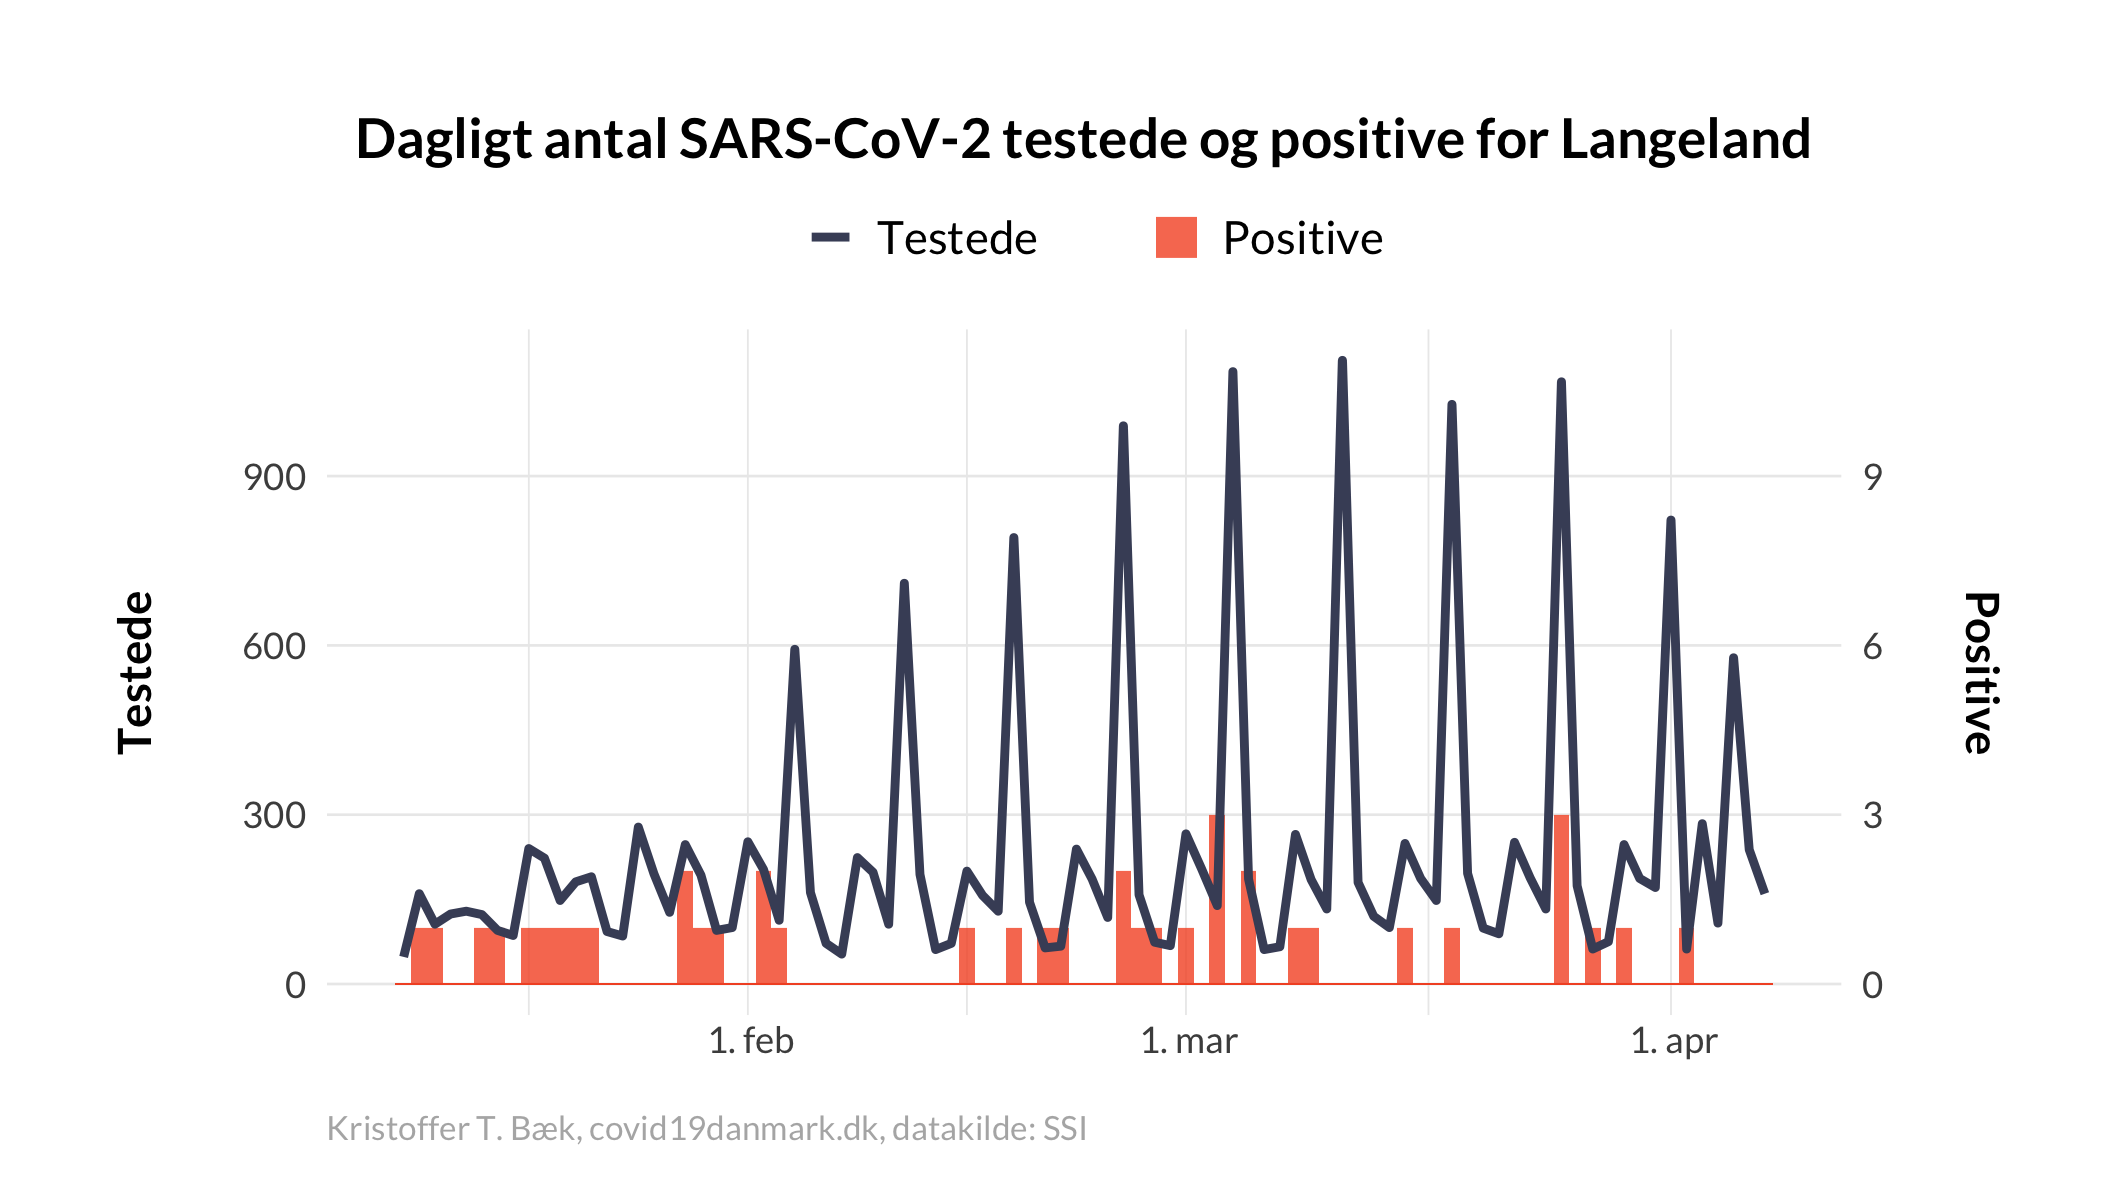 Dagligt antal SARS-CoV-2 testede og positive for Langeland
Testede Positive
900 9
600 6
Testede
Positive
300 3
0 0
1. feb 1. mar 1. apr
Kristoffer T. Bæk, covid19danmark.dk, datakilde: SSI